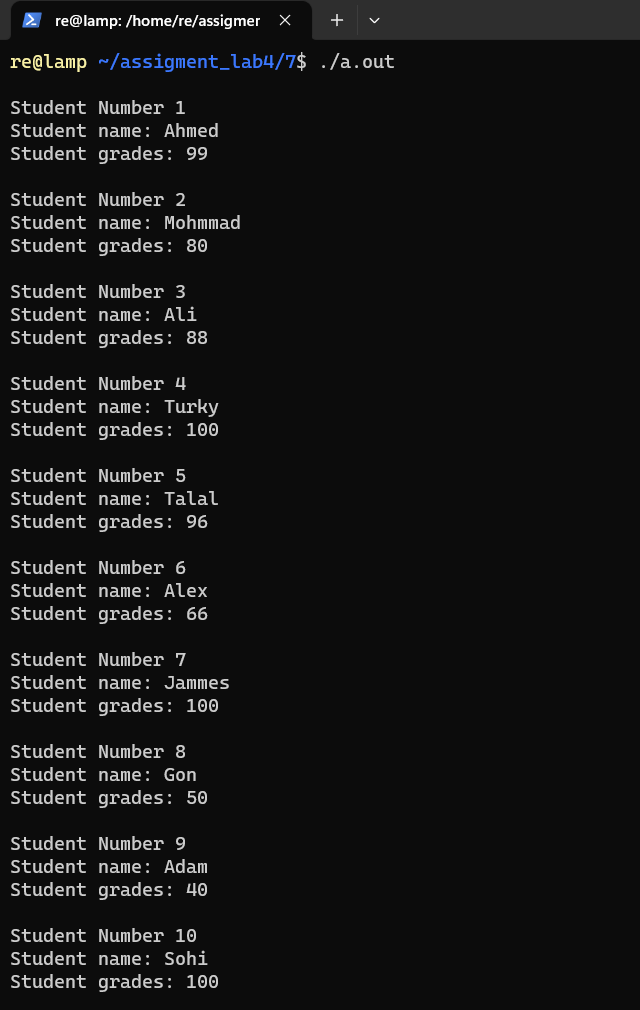 re@lamp: /home/re/assigmer
re@lamp ~/assigment_lab4/7$ ./a.out
Student Number 1
Student name: Ahmed
Student grades: 99
Student Number 2
Student name: Mohmmad
Student grades: 80
Student Number 3
Student name: Ali
Student grades: 88
Student Number 4
Student name: Turky
Student grades: 100
Student Number 5
Student name: Talal
Student grades: 96
Student Number 6
Student name: Alex
Student grades: 66
Student Number 7
Student name: Jammes
Student grades: 100
Student Number 8
Student name: Gon
Student grades: 50
Student Number 9
Student name: Adam
Student grades: 40
Student Number 10
Student name: Sohi
Student grades: 100